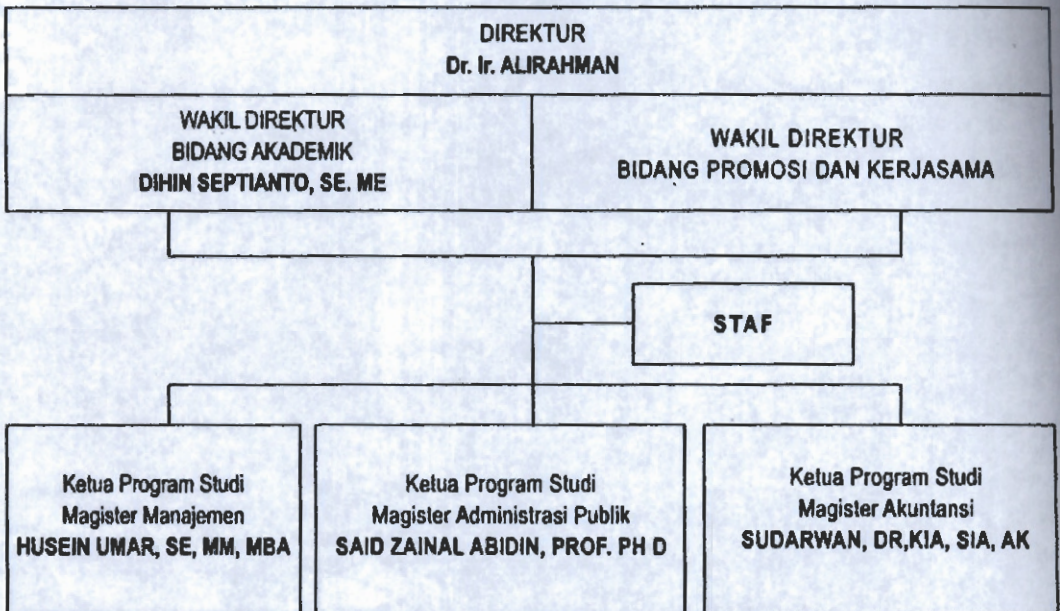 DIREKTUR
Dr. Ir. ALIRAHMAN
WAKIL DIREKTUR
BIDANG AKADEMIK
DIHIN SEPTIANTO, SE. ME
WAKIL DIREKTUR
BIDANG PROMOSI DAN KERJASAMA
STAF
Ketua Program Studi
Magister Manajemen
HUSEIN UMAR, SE, MM, MBA
Ketua Program Studi
Magister Administrasi Publik
SAID ZAINAL ABIDIN, PROF. PH D
Ketua Program Studi
Magister Akuntansi
SUDARWAN, DR,KIA, SIA, AK